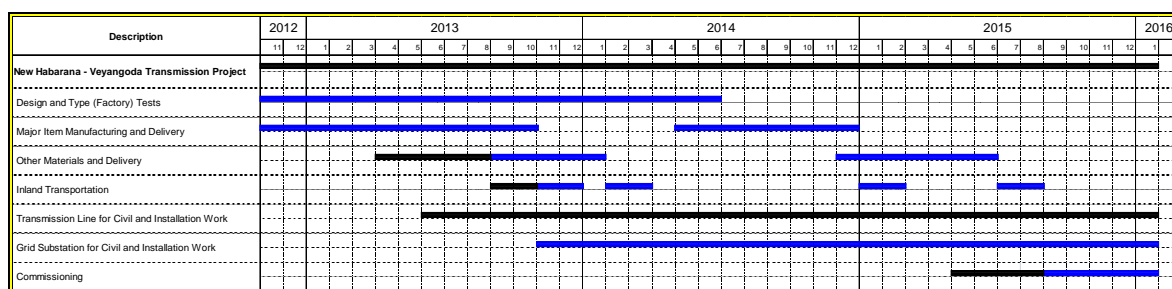 Description 2012 2013 2014 2015 2016
11 12 1 2 3 4 5 6 7 8 9 10 11 12 1 2 3 4 5 6 7 8 9 10 11 12 1 2 3 4 5 6 7 8 9 10 11 12 1
New Habarana - Veyangoda Transmission Project
Design and Type (Factory) Tests
Major Item Manufacturing and Delivery
Other Materials and Delivery
Inland Transportation
Transmission Line for Civil and Installation Work
Grid Substation for Civil and Installation Work
Commissioning